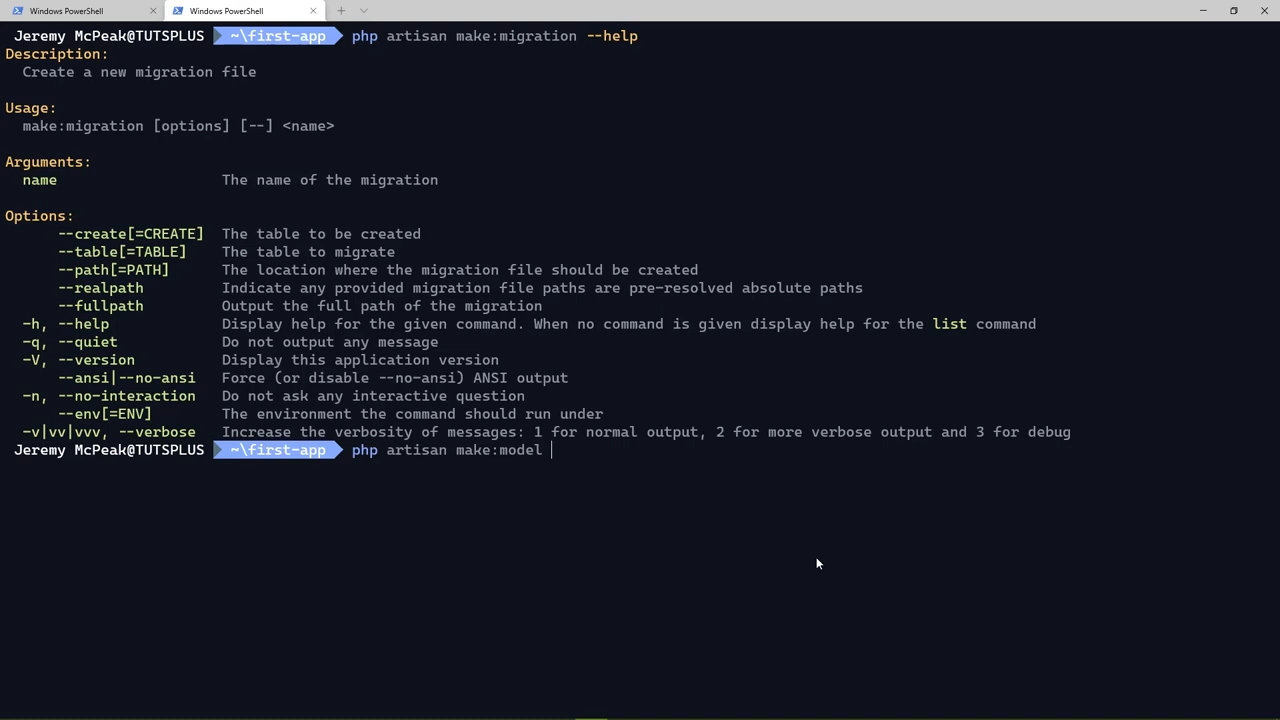 Windows PowerShell
Windows PowerShell
Jeremy McPeak@TUTSPLUS ~\first-app php artisan make:migration --help
Description:
Create a new migration file
Usage:
make:migration [options] [--] <name>
Arguments:
name The name of the migration
Options:
--create[=CREATE] The table to be created
--table[=TABLE] The table to migrate
--path[=PATH] The location where the migration file should be created
--realpath Indicate any provided migration file paths are pre-resolved absolute paths
--fullpath Output the full path of the migration
-h, --help Display help for the given command. When no command is given display help for the list command
-q, --quiet Do not output any message
-V, --version Display this application version
--ansi|--no-ansi Force (or disable --no-ansi) ANSI output
-n, --no-interaction Do not ask any interactive question
--env[=ENV] The environment the command should run under
-v|vv|vvv, --verbose Increase the verbosity of messages: 1 for normal output, 2 for more verbose output and 3 for debug
Jeremy McPeak@TUTSPLUS ~\first-app php artisan make:model